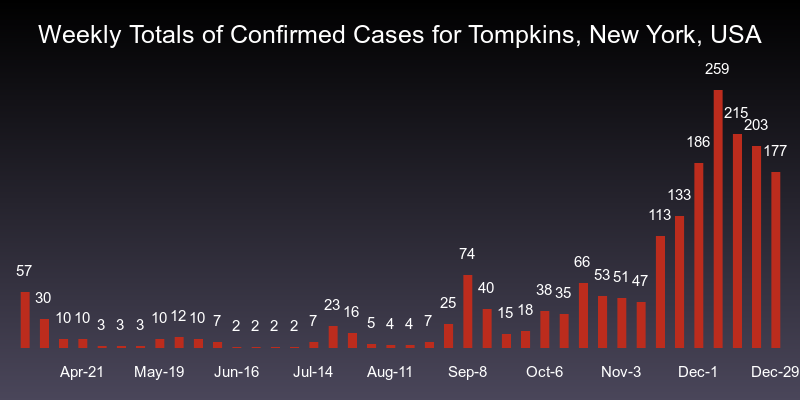 Weekly Totals of Confirmed Cases for Tompkins, New York, USA
57 30 10 10 3 3 3 10 12 10 7 2 2 2 2 7 23 16 5 4 4 7 25 74 40 15 18 38 35 66 53 51 47 113 133 186 259 215 203 177
Apr-21 May-19 Jun-16 Jul-14 Aug-11 Sep-8 Oct-6 Nov-3 Dec-1 Dec-29